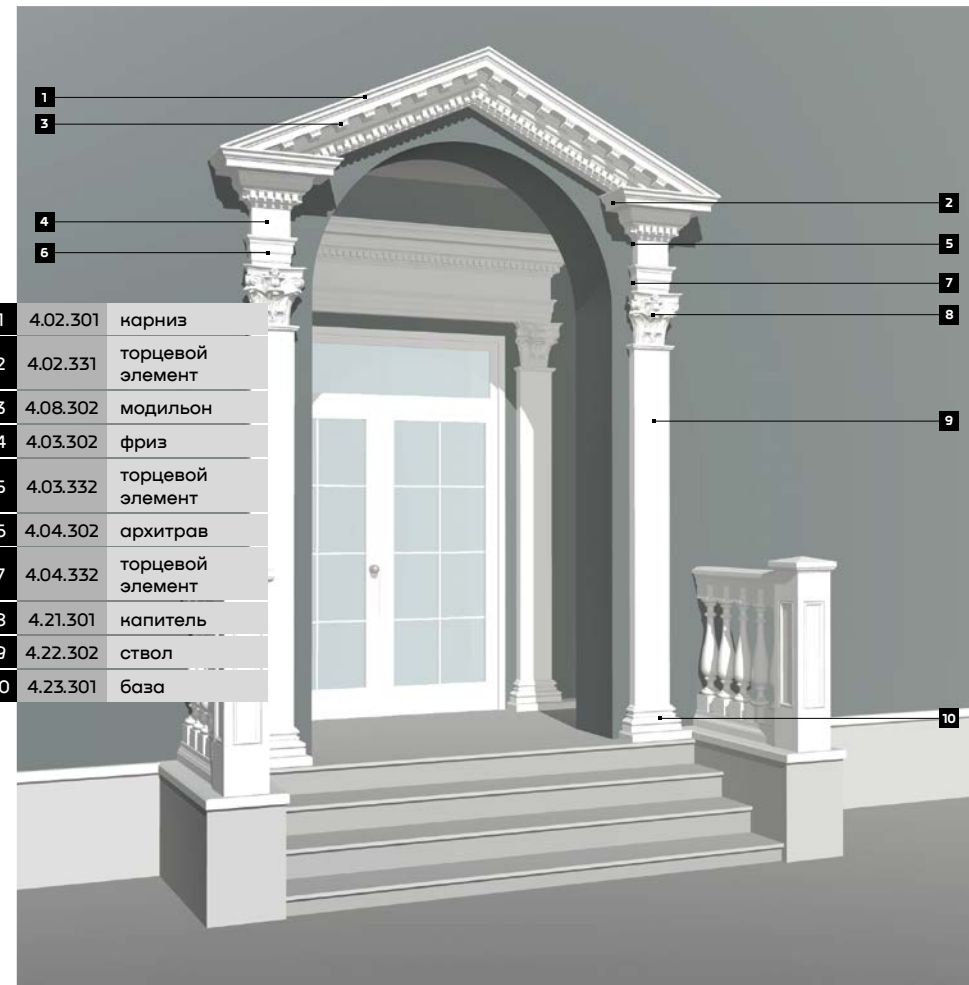 1
3
4
6
2
5
7
8
9
10
1 4.02.301 карниз
2 4.02.331 торцевой
элемент
3 4.08.302 модильон
4 4.03.302 фриз
5 4.03.332 торцевой
элемент
6 4.04.302 архитрав
7 4.04.332 торцевой
элемент
8 4.21.301 капитель
9 4.22.302 ствол
10 4.23.301 база